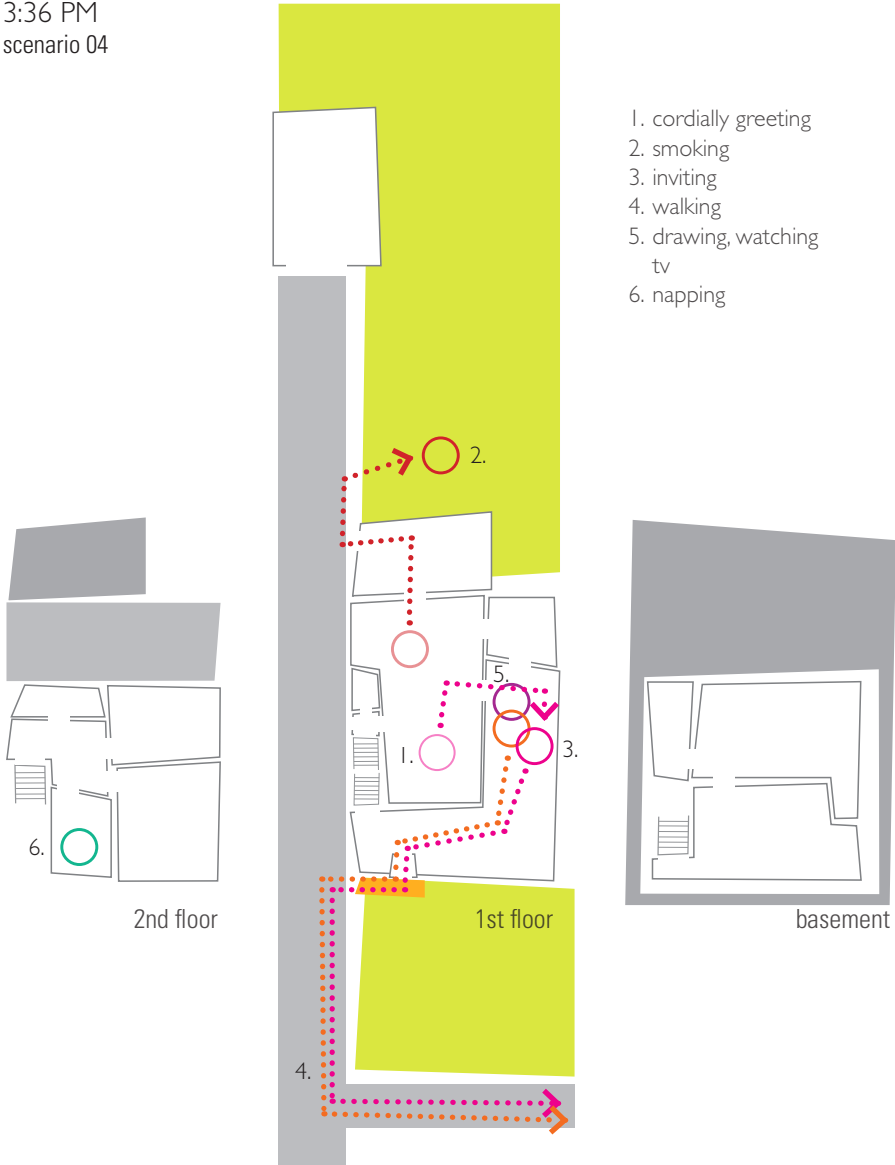 3:36 PM
scenario 04
1. cordially greeting
2. smoking
3. inviting
4. walking
5. drawing, watching
tv
6. napping
2.
5.
1.
3.
6.
2nd floor
1st floor
basement
4.